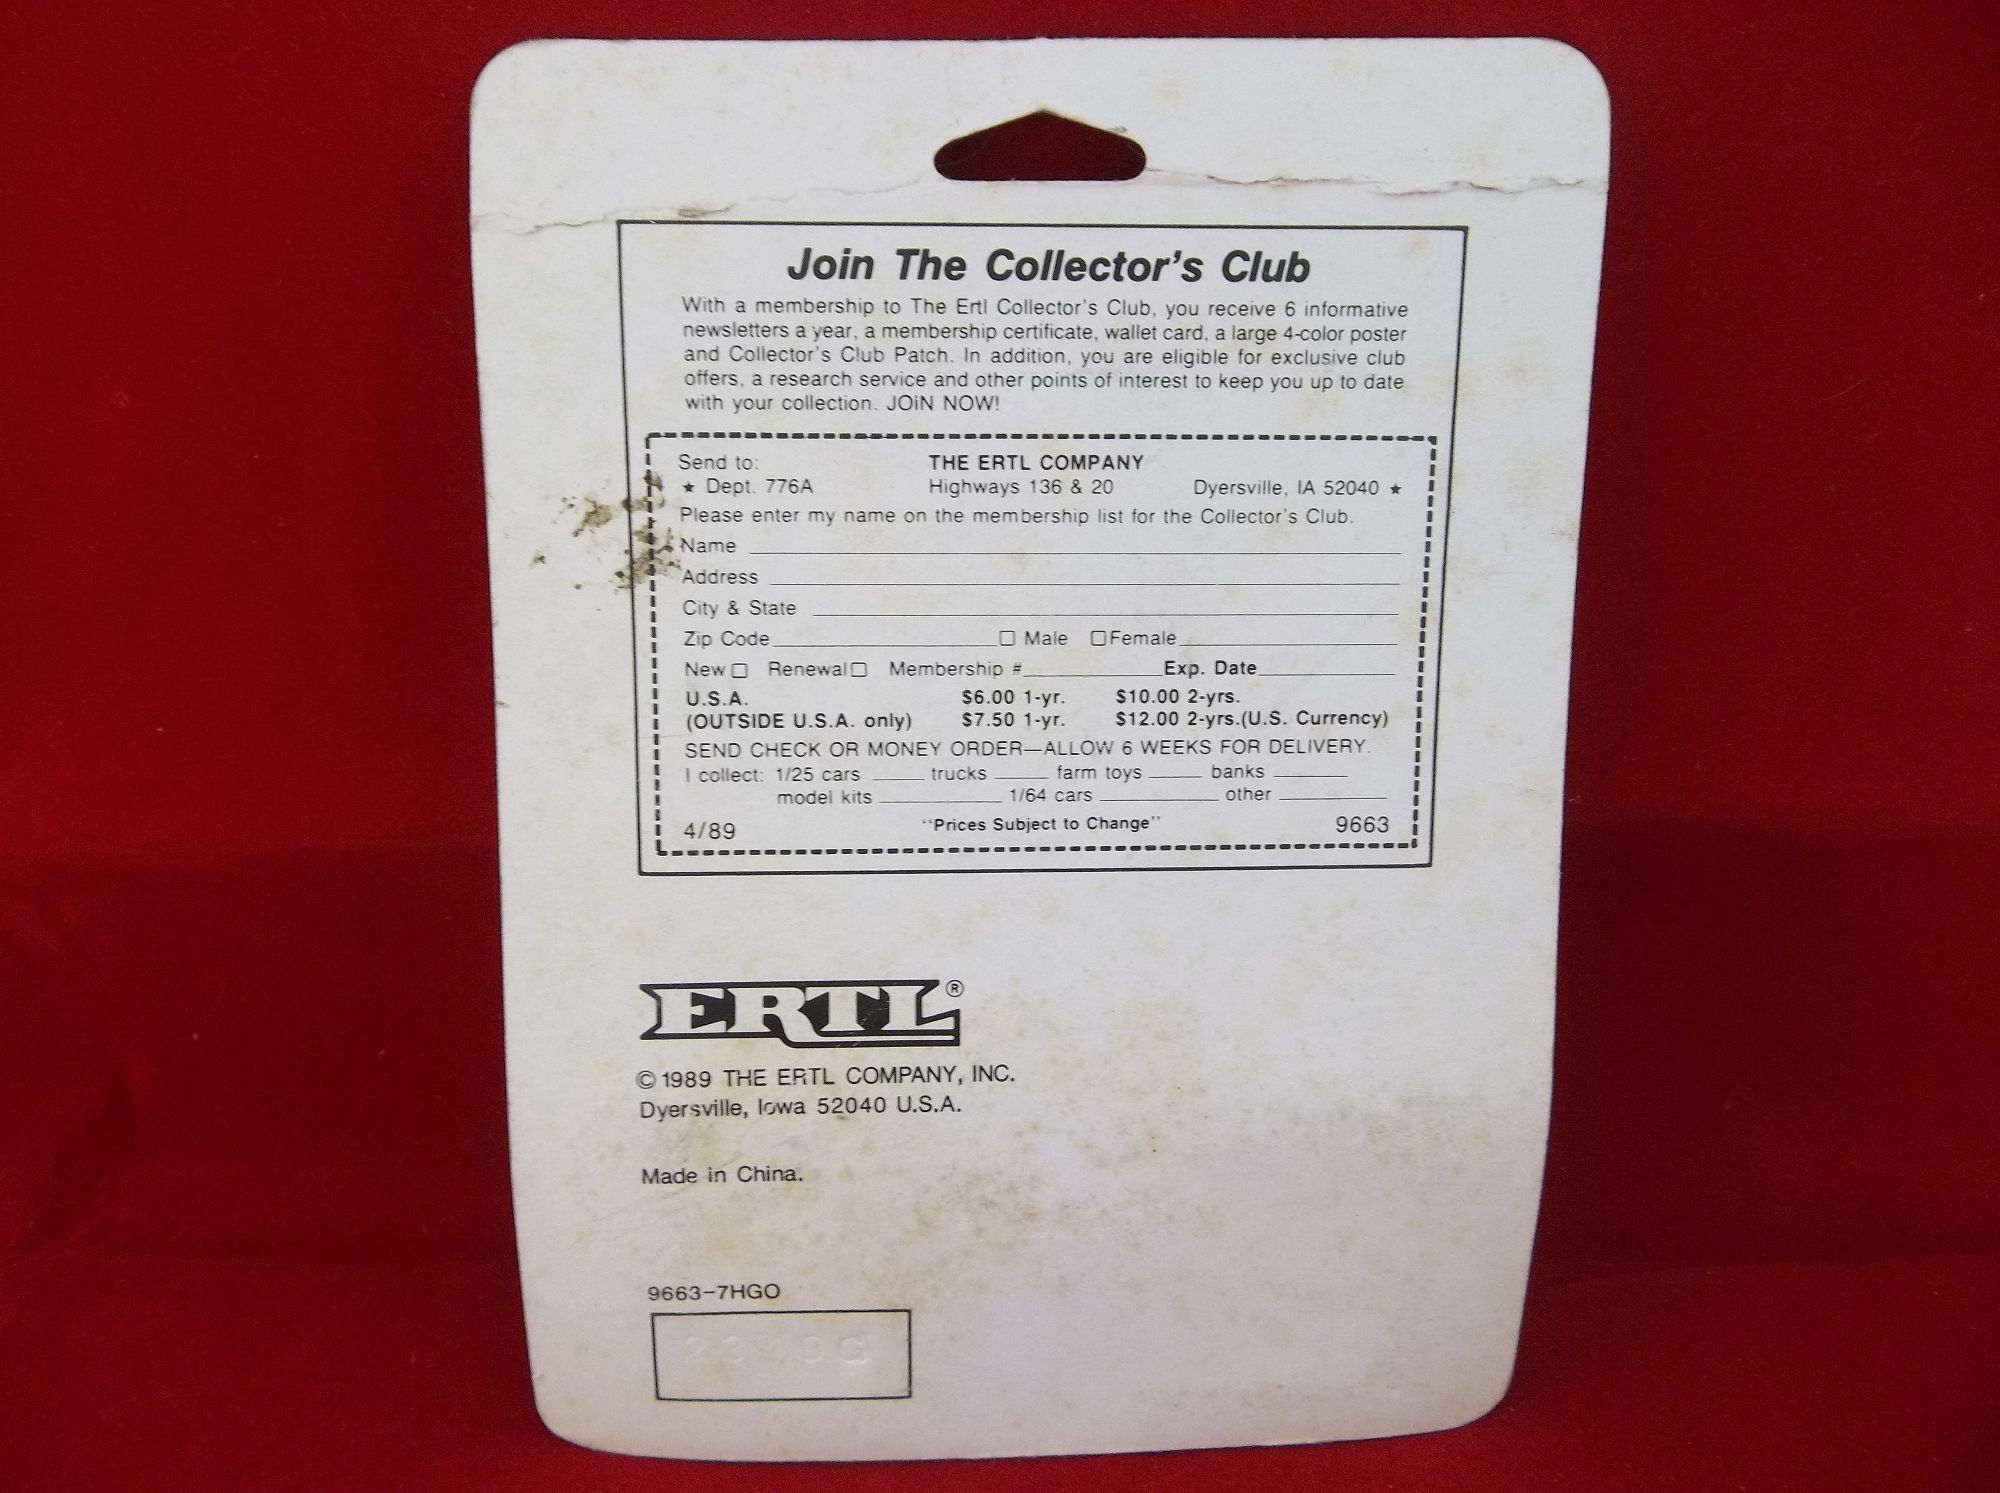 Join The Collector's Club
With a membership to The Ertl Collector's Club, you receive 6 informative
newsletters a year, a membership certificate, wallet card, a large 4-color poster
and Collector's Club Patch. In addition, you are eligible for exclusive club
offers, a research service and other points of interest to keep you up to date
with your collection. JOiN NOW!
Send to: THE ERTL COMPANY
★ Dept. 776A Highways 136 & 20 Dyersville, IA 52040 ★
Please enter my name on the membership list for the Collector's Club.
Name
Address
City & State
Zip Code □ Male □ Female
New □ Renewal □ Membership # Exp. Date
U.S.A. $6.00 1-yr. $10.00 2-yrs.
(OUTSIDE U.S.A. only) $7.50 1-yr. $12.00 2-yrs.(U.S. Currency)
SEND CHECK OR MONEY ORDER—ALLOW 6 WEEKS FOR DELIVERY.
I collect: 1/25 cars trucks farm toys banks
model kits 1/64 cars other
4/89 "Prices Subject to Change" 9663
ERTL®
© 1989 THE ERTL COMPANY, INC.
Dyersville, Iowa 52040 U.S.A.
Made in China.
9663-7HGO